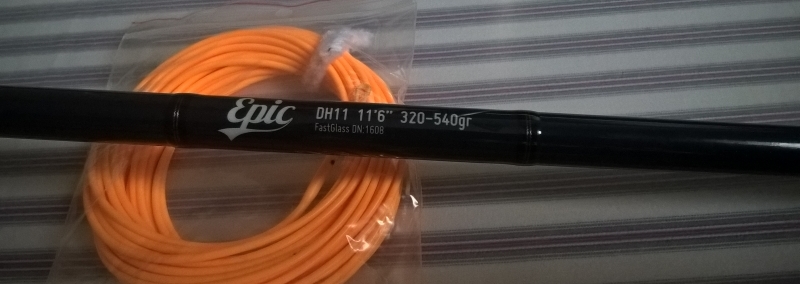 Epic DH11 11'6" 320-540gr
FastGlass DN:1608